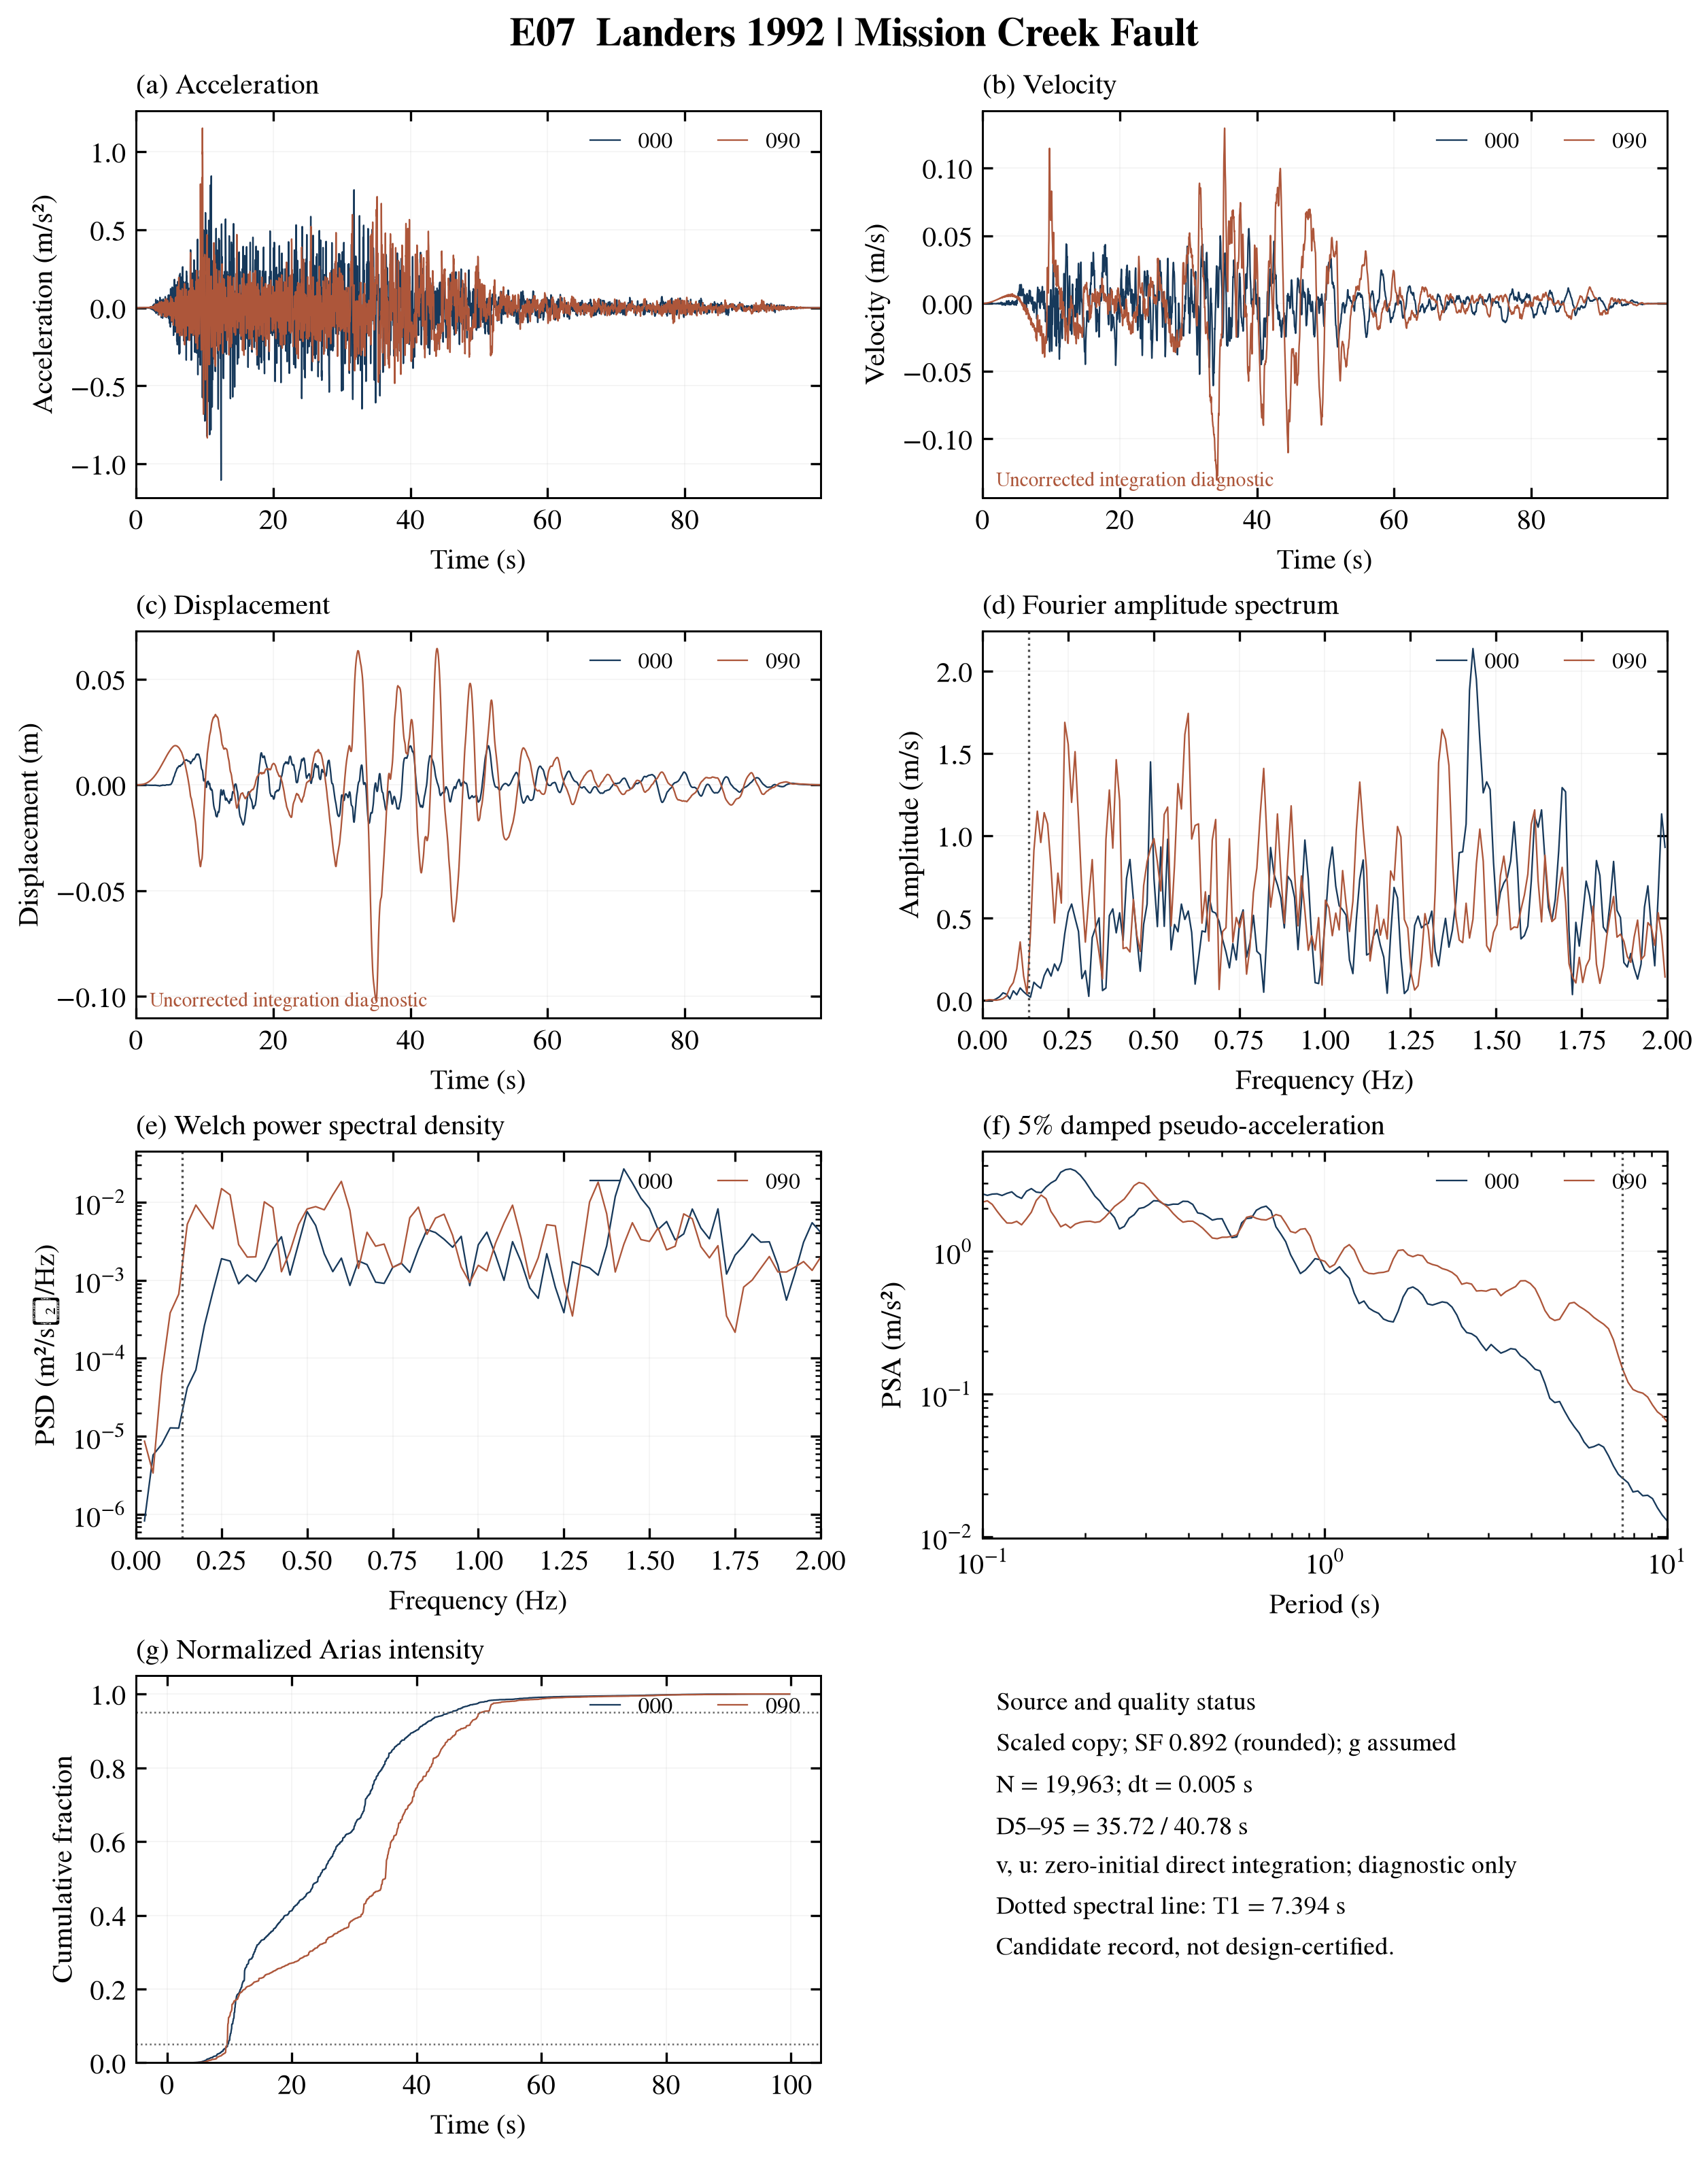 E07 Landers 1992 | Mission Creek Fault
(a) Acceleration
000 090
1.0
0.5
0.0
−0.5
−1.0
Acceleration (m/s²)
0 20 40 60 80
Time (s)
(b) Velocity
000 090
0.10
0.05
0.00
−0.05
−0.10
Velocity (m/s)
Uncorrected integration diagnostic
0 20 40 60 80
Time (s)
(c) Displacement
000 090
0.05
0.00
−0.05
−0.10
Displacement (m)
Uncorrected integration diagnostic
0 20 40 60 80
Time (s)
(d) Fourier amplitude spectrum
000 090
2.0
1.5
1.0
0.5
0.0
Amplitude (m/s)
0.00 0.25 0.50 0.75 1.00 1.25 1.50 1.75 2.00
Frequency (Hz)
(e) Welch power spectral density
000 090
10⁻²
10⁻³
10⁻⁴
10⁻⁵
10⁻⁶
PSD (m²/s/Hz)
0.00 0.25 0.50 0.75 1.00 1.25 1.50 1.75 2.00
Frequency (Hz)
(f) 5% damped pseudo-acceleration
000 090
10⁰
10⁻¹
10⁻²
PSA (m/s²)
10⁻¹ 10⁰ 10¹
Period (s)
(g) Normalized Arias intensity
000 090
1.0
0.8
0.6
0.4
0.2
0.0
Cumulative fraction
0 20 40 60 80 100
Time (s)
Source and quality status
Scaled copy; SF 0.892 (rounded); g assumed
N = 19,963; dt = 0.005 s
D5–95 = 35.72 / 40.78 s
v, u: zero-initial direct integration; diagnostic only
Dotted spectral line: T1 = 7.394 s
Candidate record, not design-certified.